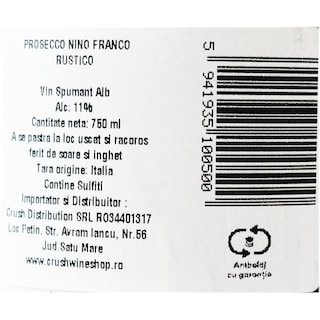 PROSECCO NINO FRANCO
RUSTICO
Vin Spumant Alb
Alc: 11%
Cantitate neta: 750 ml
A se pastra la loc uscat si racoros
ferit de soare si inghet
Tara origine: Italia
Contine Sulfiti
Importator si Distribuitor :
Crush Distribution SRL RO34401317
Loc Petin, Str. Avram Iancu, Nr.56
Jud.Satu Mare
www.crushwineshop.ro
5 941935 100500
Ambalaj
cu garanție